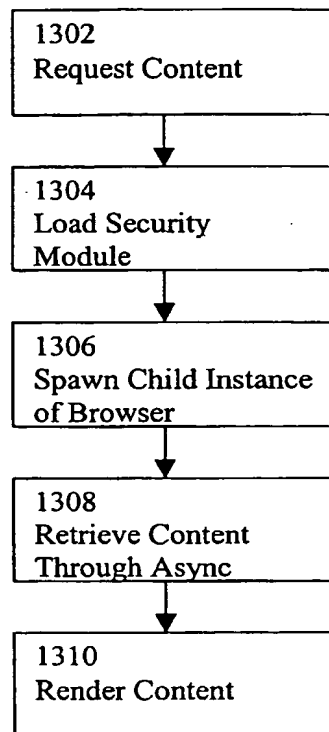 1302
Request Content
1304
Load Security
Module
1306
Spawn Child Instance
of Browser
1308
Retrieve Content
Through Async
1310
Render Content